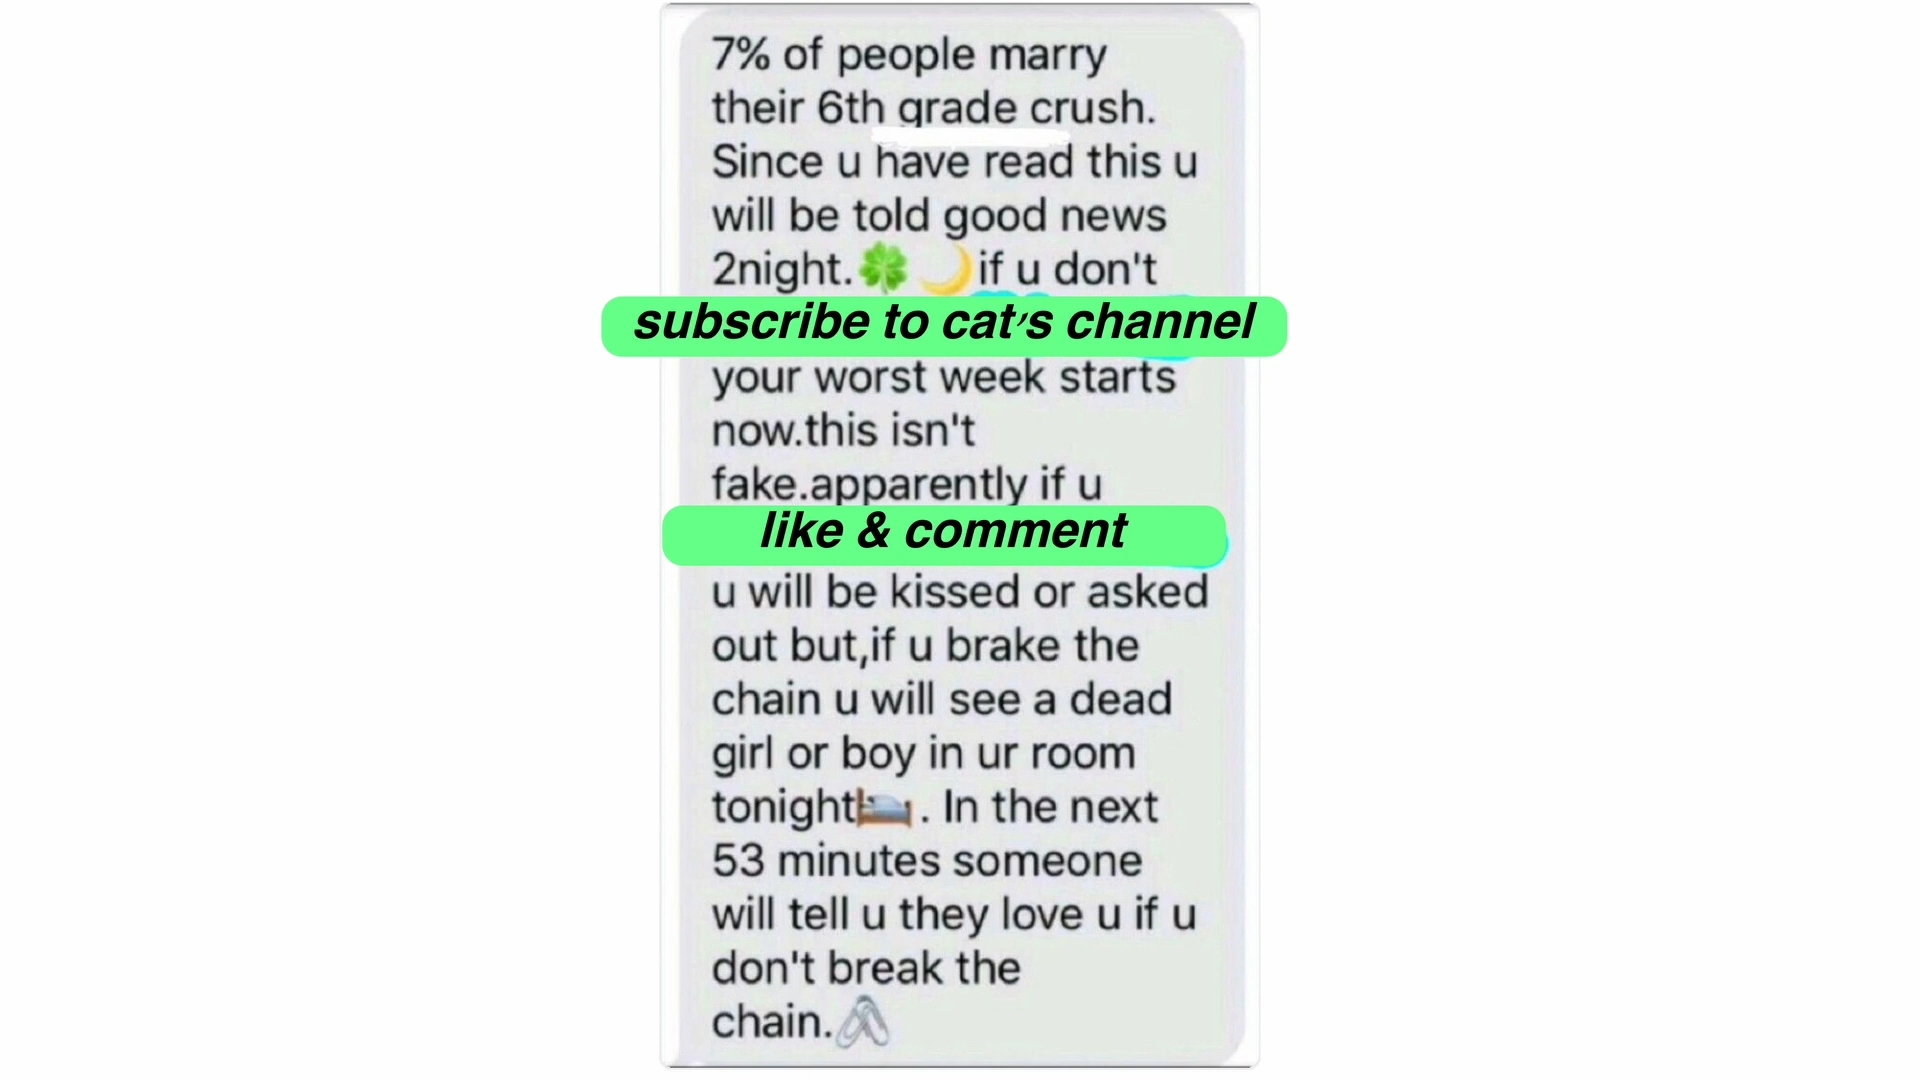 7% of people marry
their 6th grade crush.
Since u have read this u
will be told good news
2night.🍀🌙if u don't
subscribe to cat's channel
your worst week starts
now.this isn't
fake.apparently if u
like & comment
u will be kissed or asked
out but,if u brake the
chain u will see a dead
girl or boy in ur room
tonight🛏️. In the next
53 minutes someone
will tell u they love u if u
don't break the
chain.🖇️